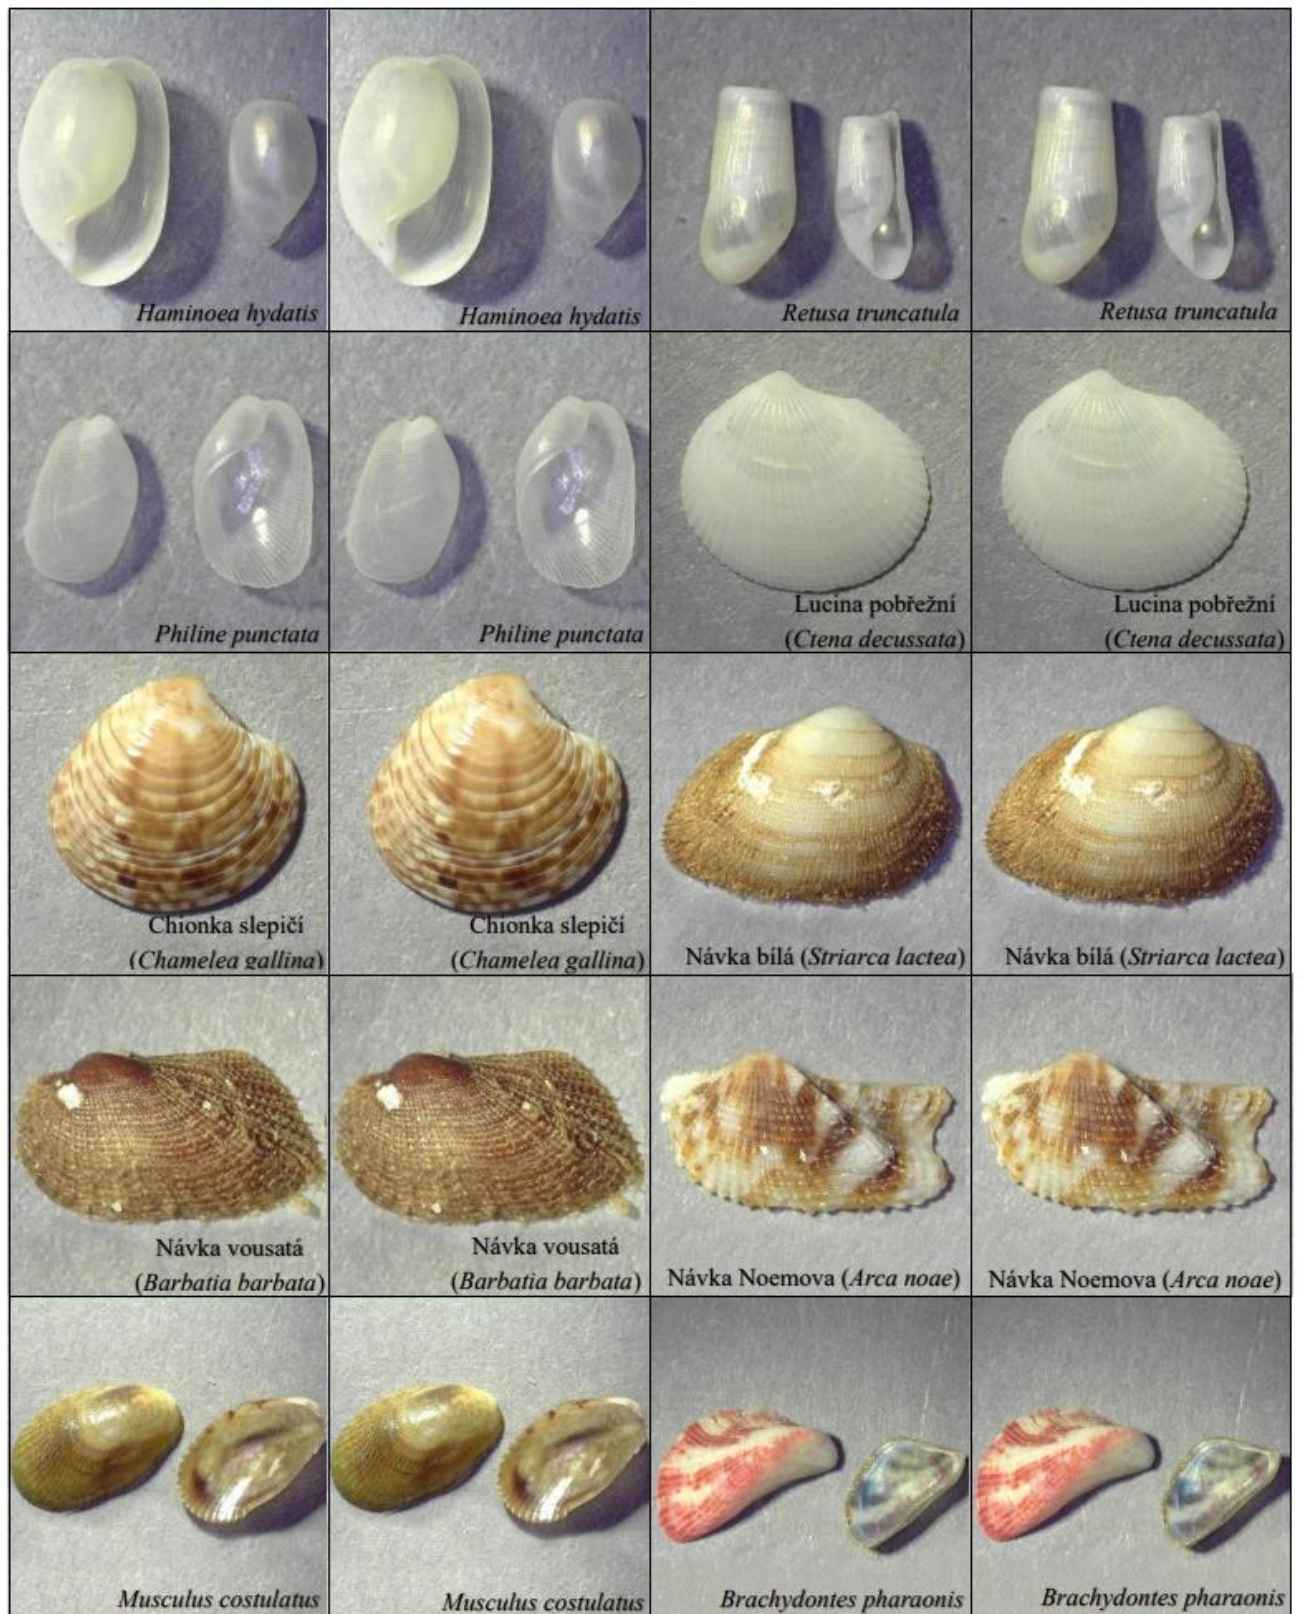 Haminoea hydatis
Haminoea hydatis
Retusa truncatula
Retusa truncatula
Philine punctata
Philine punctata
Lucina pobřežní
(Ctena decussata)
Lucina pobřežní
(Ctena decussata)
Chionka slepičí
(Chamelea gallina)
Chionka slepičí
(Chamelea gallina)
Návka bílá (Striarca lactea)
Návka bílá (Striarca lactea)
Návka vousatá
(Barbatia barbata)
Návka vousatá
(Barbatia barbata)
Návka Noemova (Arca noae)
Návka Noemova (Arca noae)
Musculus costulatus
Musculus costulatus
Brachydontes pharaonis
Brachydontes pharaonis